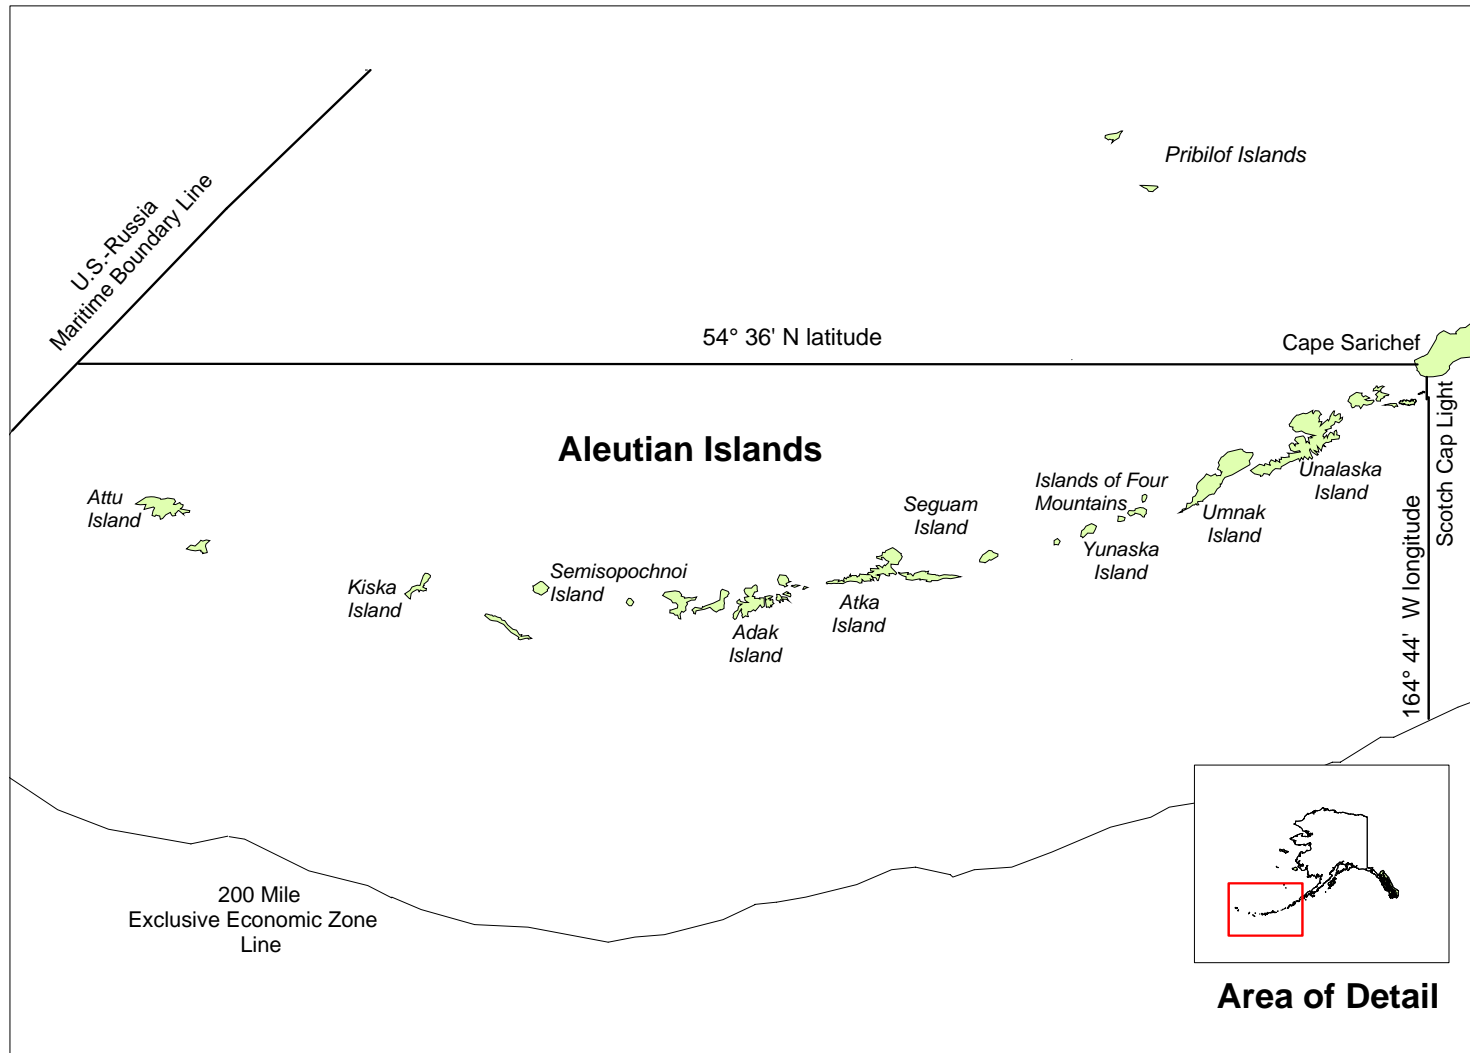 Pribilof Islands
U.S.-Russia
Maritime Boundary Line
54° 36' N latitude
Cape Sarichef
Scotch Cap Light
164° 44'  W longitude
Aleutian Islands
Attu
Island
Kiska
Island
Semisopochnoi
Island
Adak
Island
Atka
Island
Seguam
Island
Islands of Four
Mountains
Yunaska
Island
Umnak
Island
Unalaska
Island
200 Mile
Exclusive Economic Zone
Line
Area of Detail